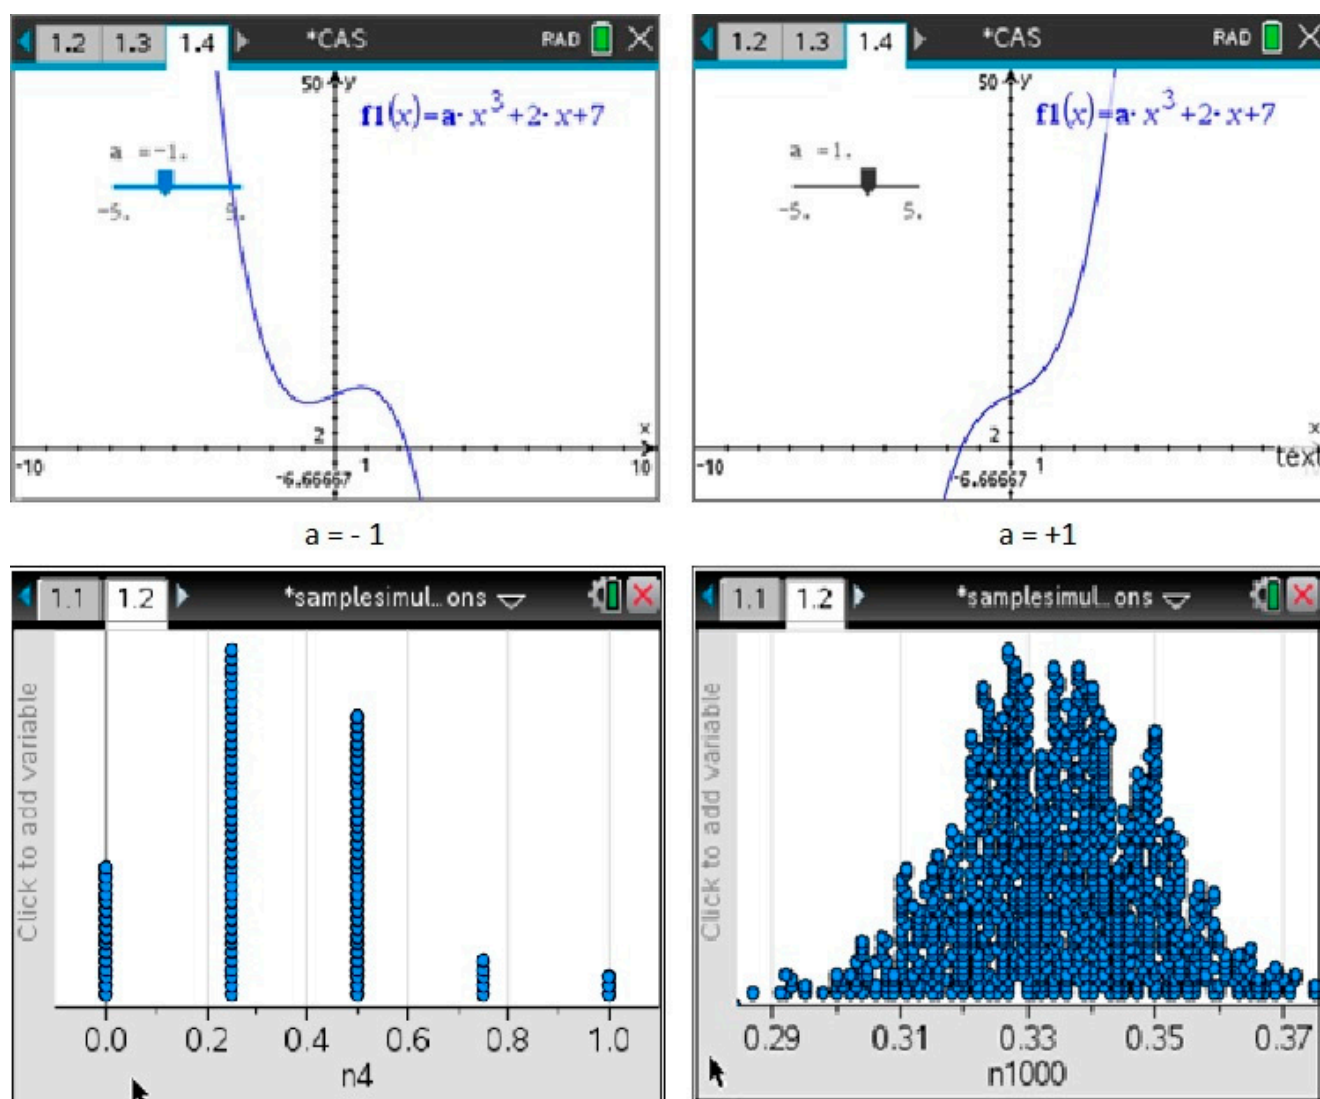 1.2 1.3 1.4 *CAS RAD
50 y
f1(x)=a·x³+2·x+7
a =-1.
-5. 5.
2
x
-10 1 10
-6.66667
a = - 1
1.2 1.3 1.4 *CAS RAD
50 y
f1(x)=a·x³+2·x+7
a =1.
-5. 5.
2
x
-10 1 text
-6.66667
a = +1
1.1 1.2 *samplesimul…ons
Click to add variable
0.0 0.2 0.4 0.6 0.8 1.0
n4
1.1 1.2 *samplesimul…ons
Click to add variable
0.29 0.31 0.33 0.35 0.37
n1000